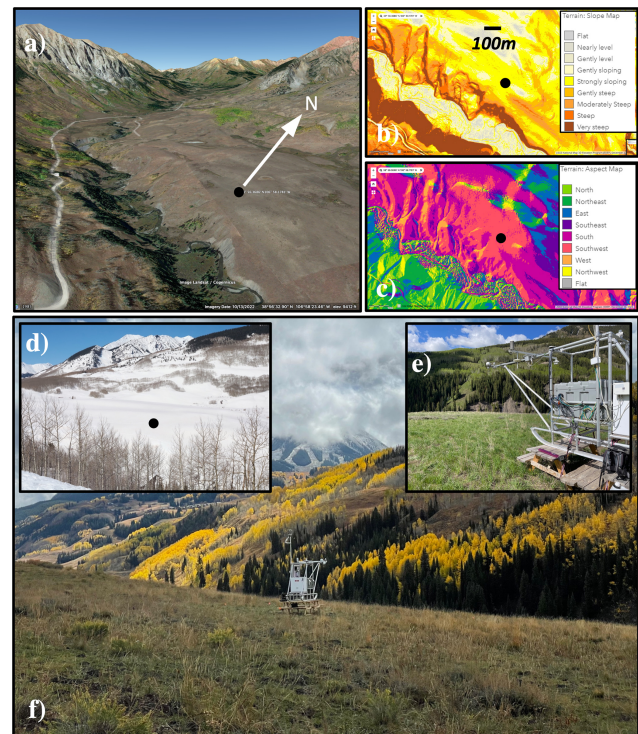 a)
N
Image Landsat / Copernicus
b)
100m
Terrain: Slope Map
Flat
Nearly level
Gently level
Gently sloping
Strongly sloping
Gently steep
Moderately Steep
Steep
Very steep
c)
Terrain: Aspect Map
North
Northeast
East
Southeast
South
Southwest
West
Northwest
Flat
d)
e)
f)